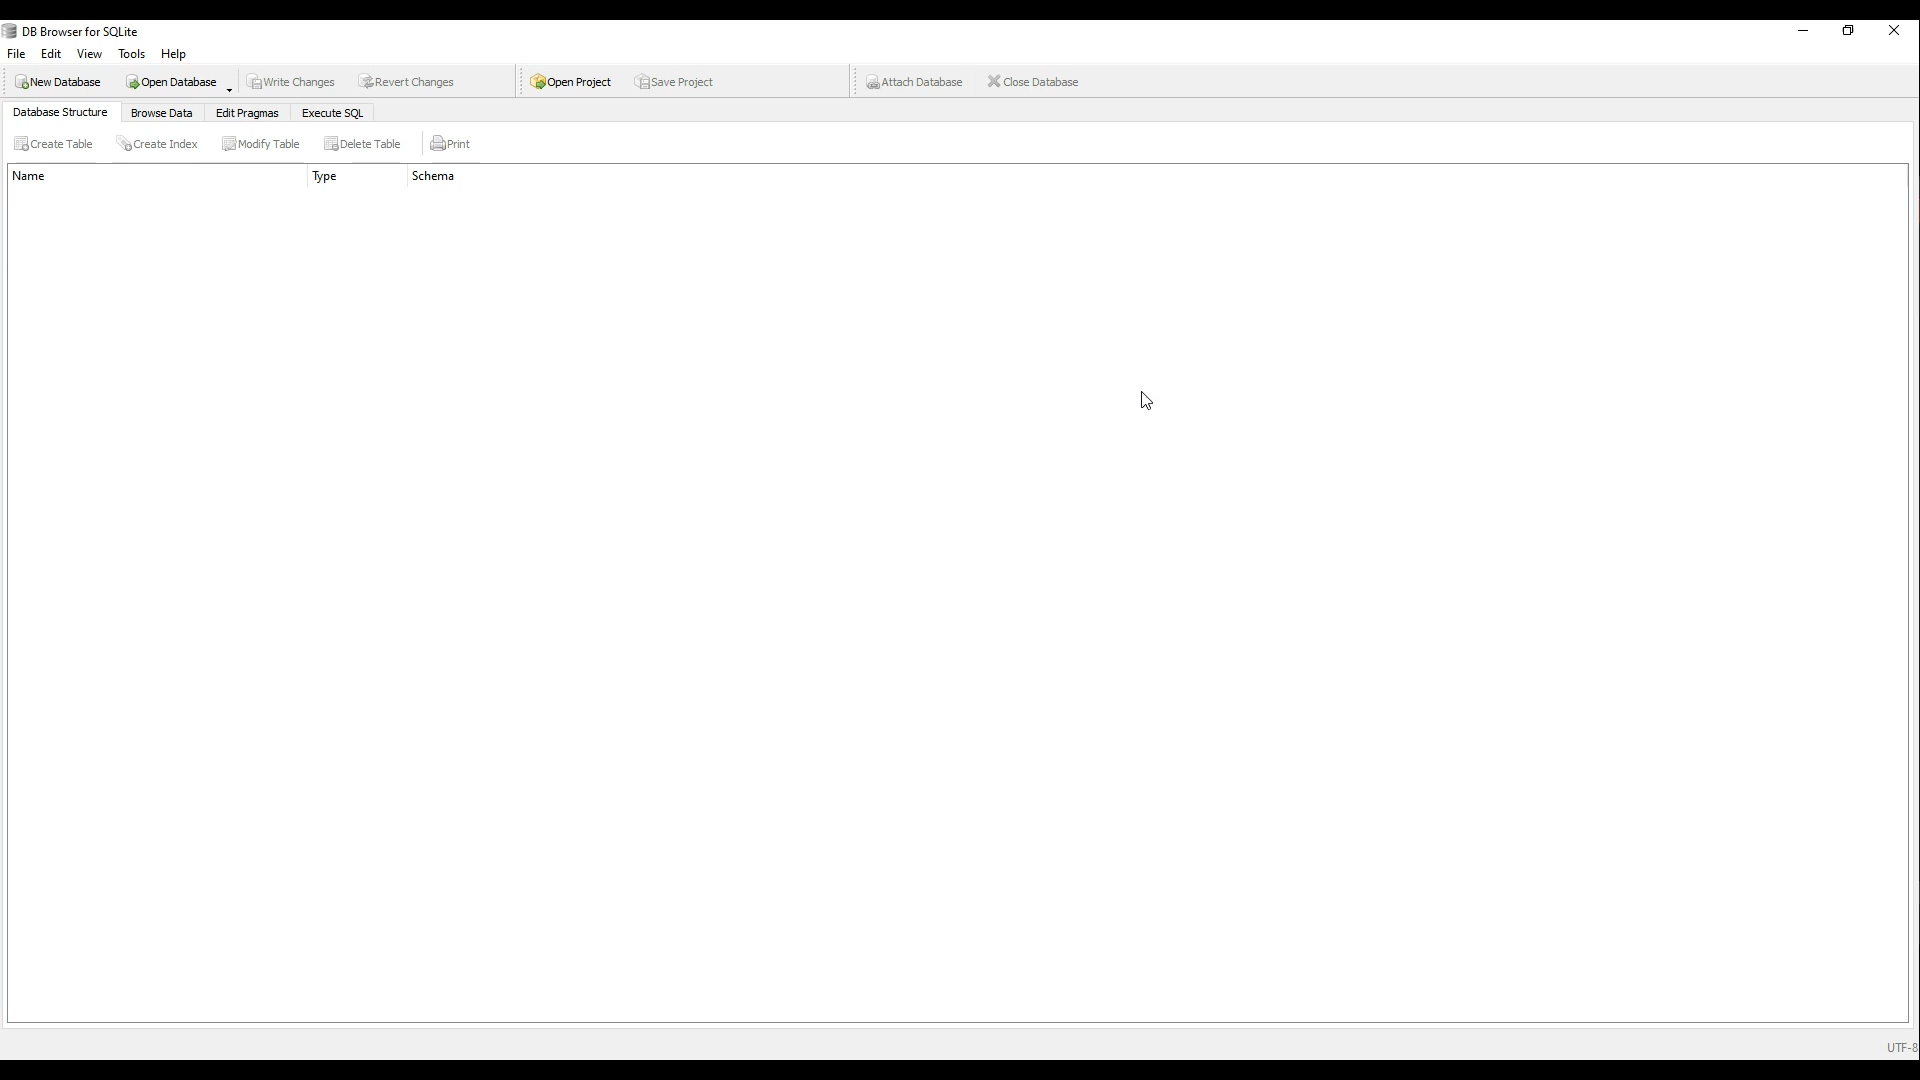 DB Browser for SQLite
File Edit View Tools Help
New Database Open Database Write Changes Revert Changes Open Project Save Project Attach Database Close Database
Database Structure Browse Data Edit Pragmas Execute SQL
Create Table Create Index Modify Table Delete Table Print
Name Type Schema
UTF-8